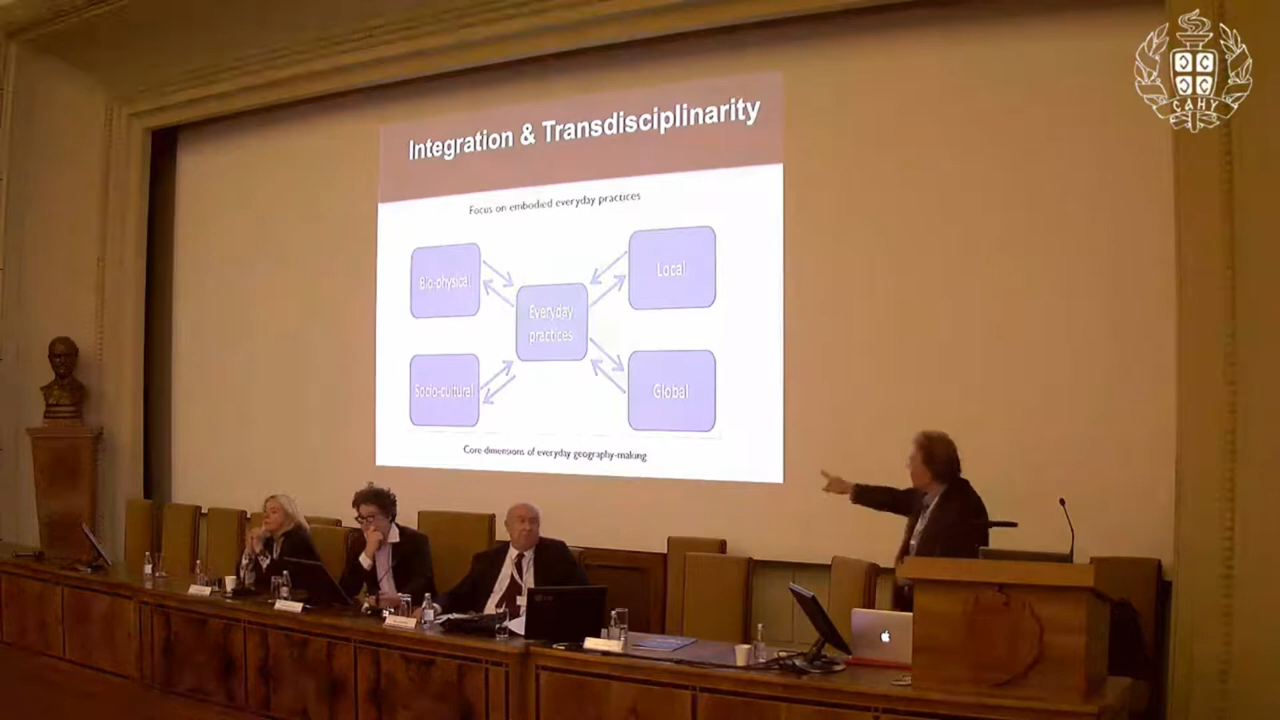 Integration & Transdisciplinarity
Focus on embodied everyday practices
Bio-physical
Local
Everyday
practices
Socio-cultural
Global
Core dimensions of everyday geography-making
САНУ